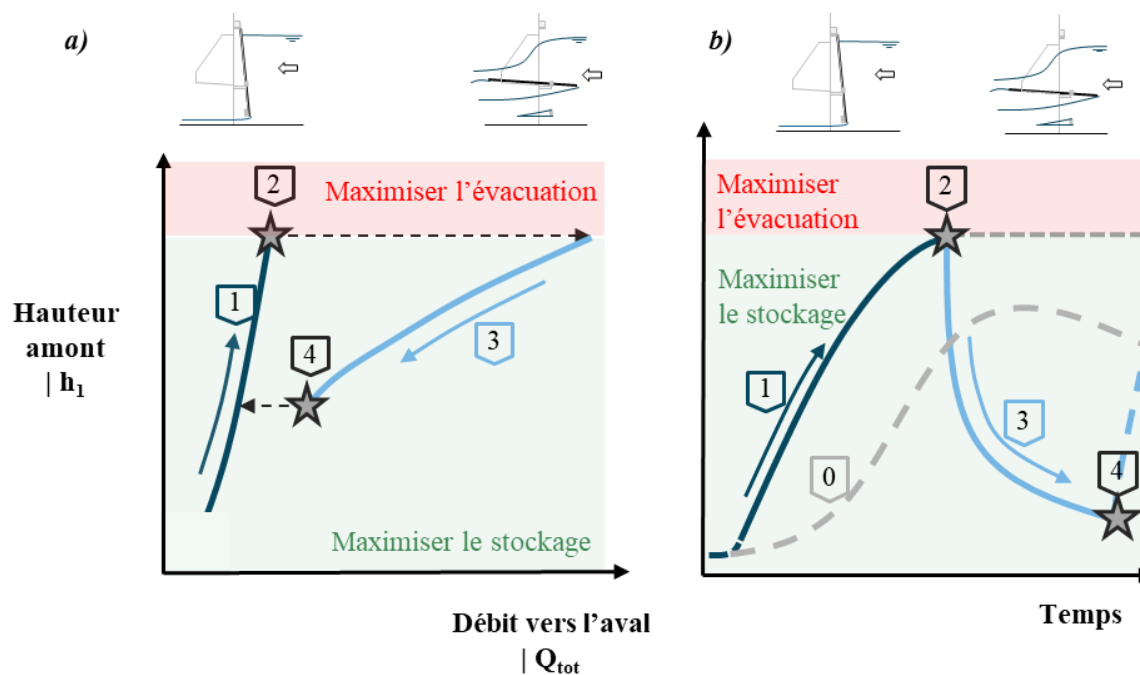 a)
2
Maximiser l'évacuation
1
Hauteur
amont
| h₁
4
3
Maximiser le stockage
Débit vers l'aval
| Qtot
b)
Maximiser
l'évacuation
2
Maximiser
le stockage
1
0
3
4
Temps